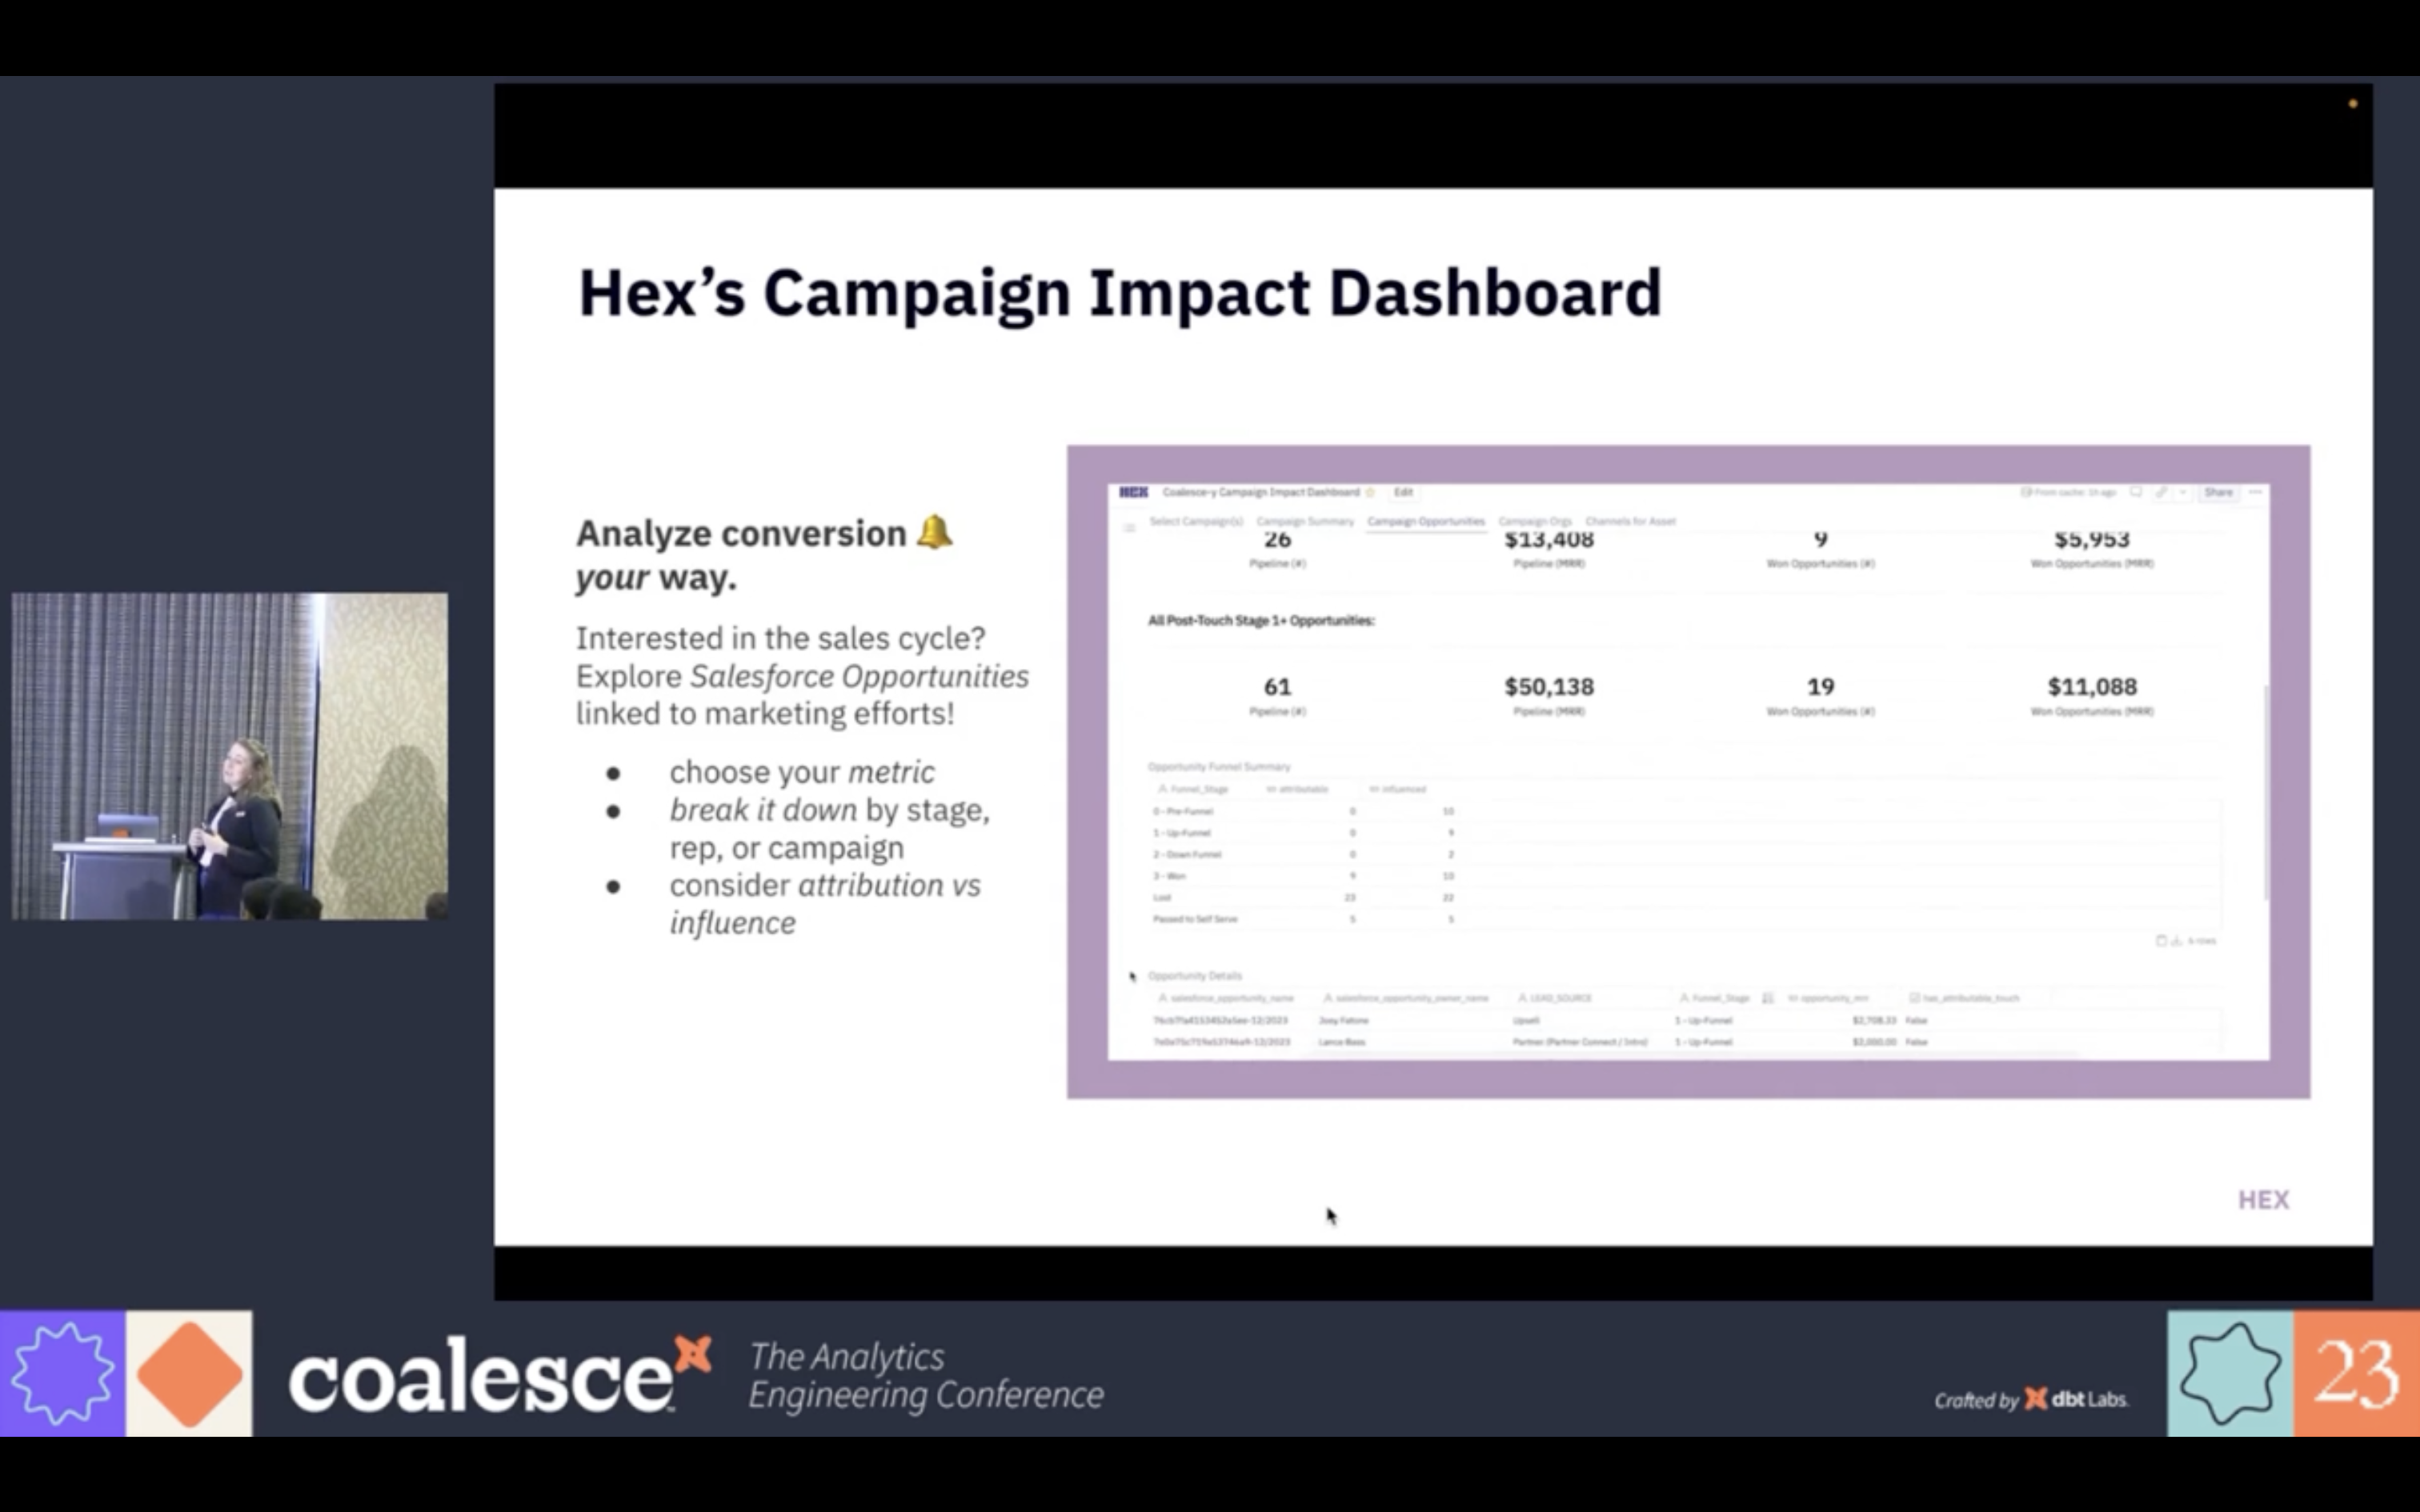 Hex’s Campaign Impact Dashboard
Analyze conversion 🔔
your way.
Interested in the sales cycle?
Explore Salesforce Opportunities
linked to marketing efforts!
● choose your metric
● break it down by stage,
rep, or campaign
● consider attribution vs
influence
HEX Coalesce-y Campaign Impact Dashboard Edit From cache: 1h ago Share
Select Campaign(s) Campaign Summary Campaign Opportunities Campaign Orgs Channels for Asset
26 $13,408 9 $5,953
Pipeline (#) Pipeline (MRR) Won Opportunities (#) Won Opportunities (MRR)
All Post-Touch Stage 1+ Opportunities:
61 $50,138 19 $11,088
Pipeline (#) Pipeline (MRR) Won Opportunities (#) Won Opportunities (MRR)
Opportunity Funnel Summary
Funnel_Stage attributable influenced
0 - Pre-Funnel 0 10
1 - Up-Funnel 0 9
2 - Down Funnel 0 2
3 - Won 9 10
Lost 23 22
Passed to Self Serve 5 5
6 rows
Opportunity Details
salesforce_opportunity_name salesforce_opportunity_owner_name LEAD_SOURCE Funnel_Stage opportunity_mrr has_attributable_touch
Joey Fatone Upsell 1 - Up-Funnel $2,708.33 False
Lance Bass Partner (Partner Connect / Intro) 1 - Up-Funnel $2,000.00 False
HEX
coalesce
The Analytics
Engineering Conference
Crafted by dbt Labs
23